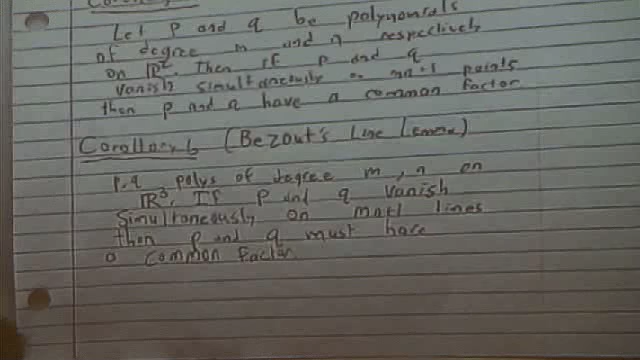 Let p and q be polynomials
of degree m and n respectively
on ℝ². Then if p and q
vanish simultaneously on mn+1 points
then p and q have a common factor
Corollary 6 (Bezout's Line Lemma)
p,q polys of degree m, n on
ℝ³. If p and q vanish
simultaneously on mn+1 lines
then p and q must have
a common factor